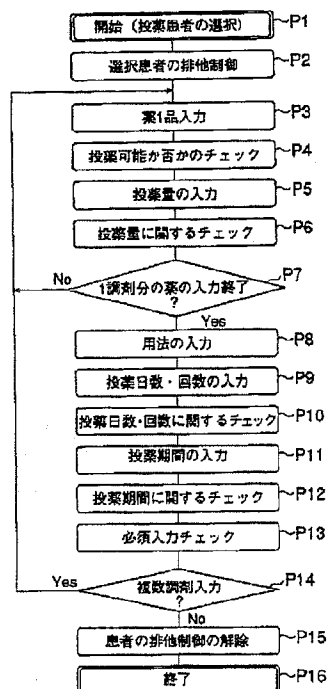 開始(投薬患者の選択) P1
選択患者の排他制御 P2
薬1品入力 P3
投薬可能か否かのチェック P4
投薬量の入力 P5
投薬量に関するチェック P6
No 1調剤分の薬の入力終了 P7
?
Yes
用法の入力 P8
投薬日数・回数の入力 P9
投薬日数・回数に関するチェック P10
投薬期間の入力 P11
投薬期間に関するチェック P12
必須入力チェック P13
Yes 複数調剤入力 P14
?
No
患者の排他制御の解除 P15
終了 P16